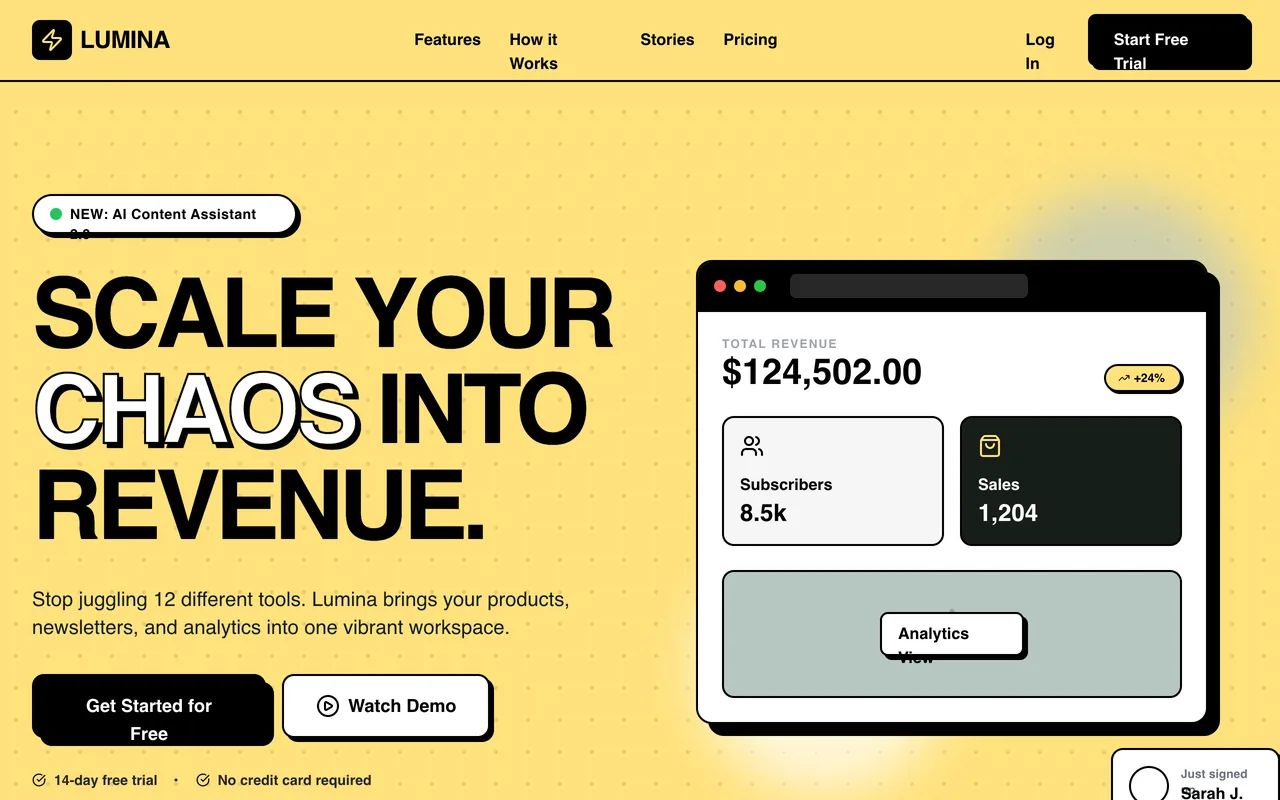 LUMINA
Features
How it
Works
Stories
Pricing
Log
In
Start Free
Trial
NEW: AI Content Assistant
2.0
SCALE YOUR
CHAOS INTO
REVENUE.
Stop juggling 12 different tools. Lumina brings your products,
newsletters, and analytics into one vibrant workspace.
Get Started for
Free
Watch Demo
14-day free trial • No credit card required
TOTAL REVENUE
$124,502.00
+24%
Subscribers
8.5k
Sales
1,204
Analytics
View
Just signed
Sarah J.